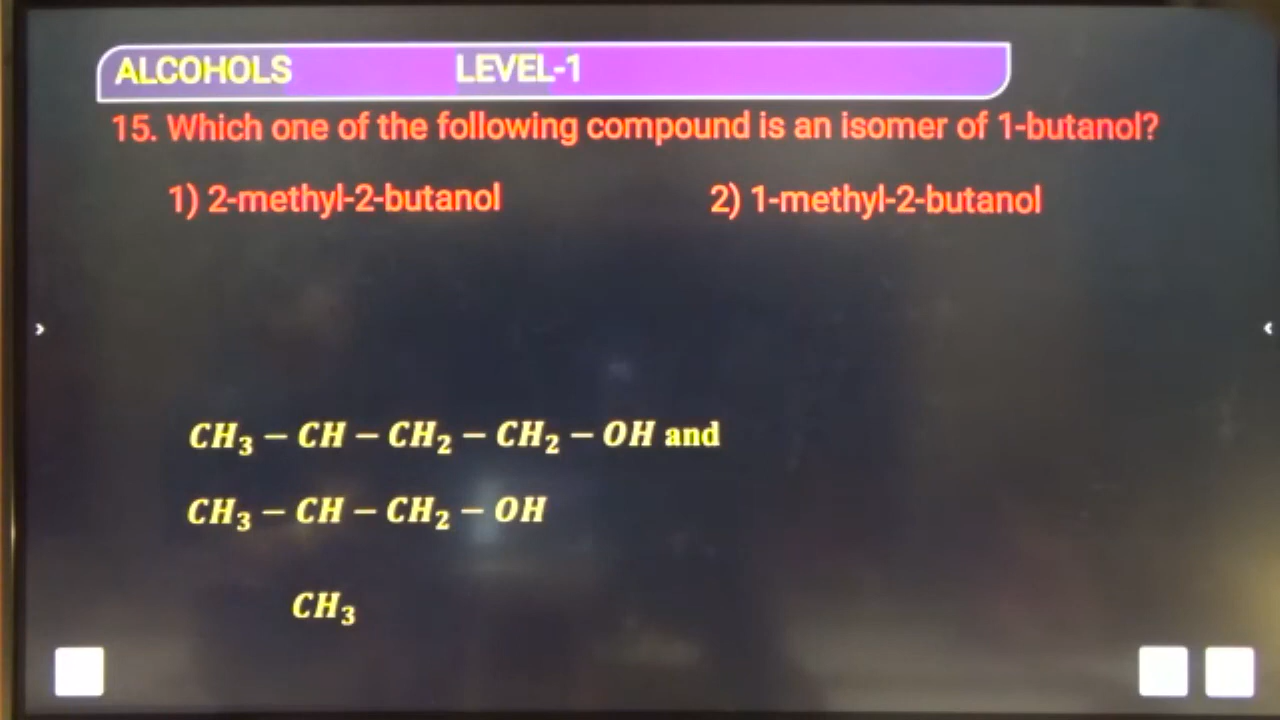 ALCOHOLS LEVEL-1
15. Which one of the following compound is an isomer of 1-butanol?
1) 2-methyl-2-butanol 2) 1-methyl-2-butanol
CH₃ – CH – CH₂ – CH₂ – OH and
CH₃ – CH – CH₂ – OH
CH₃